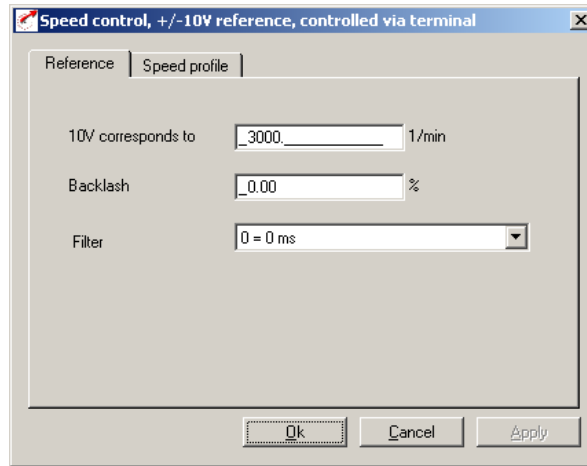 Speed control, +/-10V reference, controlled via terminal
Reference Speed profile
10V corresponds to _3000.______________ 1/min
Backlash _0.00 %
Filter 0 = 0 ms
Ok Cancel Apply